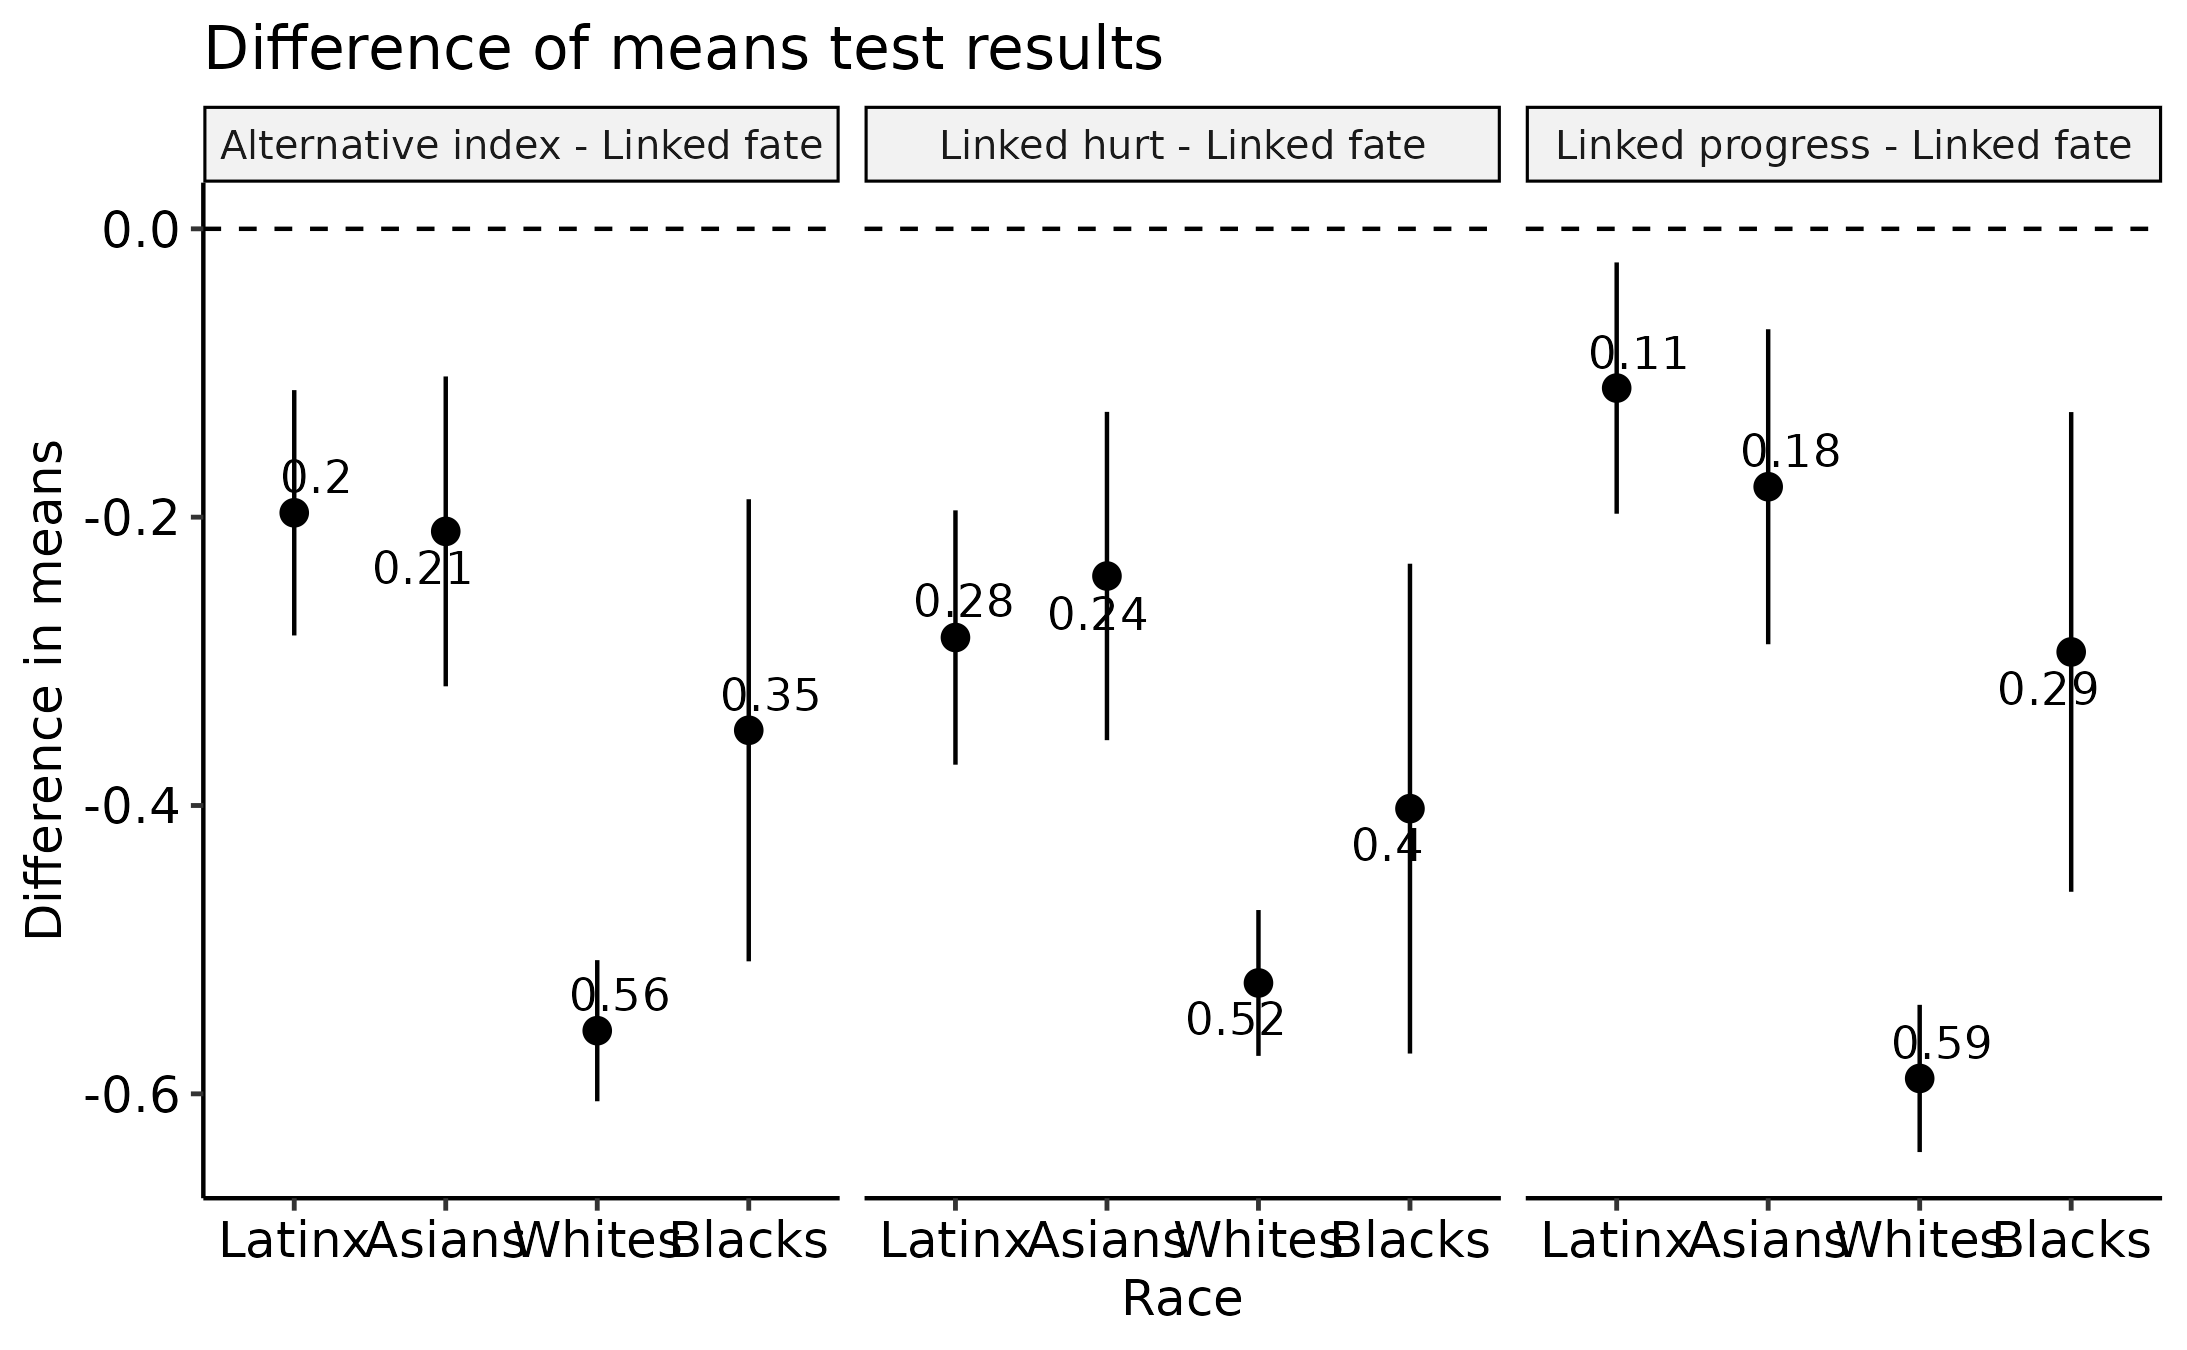 Difference of means test results
Alternative index - Linked fate
Linked hurt - Linked fate
Linked progress - Linked fate
Difference in means
0.0
-0.2
-0.4
-0.6
0.2
0.21
0.56
0.35
0.28
0.24
0.52
0.4
0.11
0.18
0.59
0.29
Latinx Asians Whites Blacks
Latinx Asians Whites Blacks
Latinx Asians Whites Blacks
Race